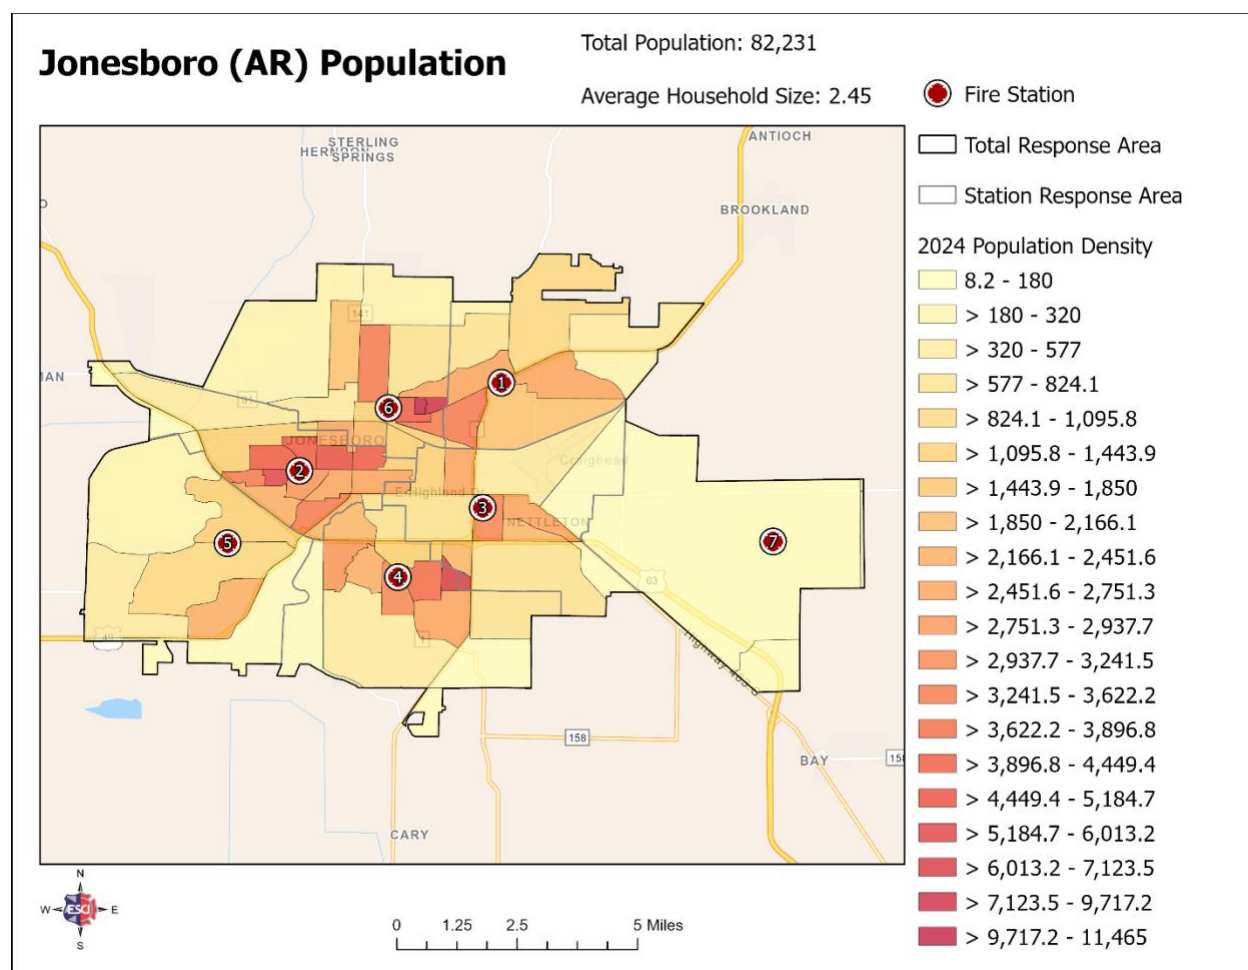 Jonesboro (AR) Population
Total Population: 82,231
Average Household Size: 2.45
Fire Station
Total Response Area
Station Response Area
2024 Population Density
8.2 - 180
> 180 - 320
> 320 - 577
> 577 - 824.1
> 824.1 - 1,095.8
> 1,095.8 - 1,443.9
> 1,443.9 - 1,850
> 1,850 - 2,166.1
> 2,166.1 - 2,451.6
> 2,451.6 - 2,751.3
> 2,751.3 - 2,937.7
> 2,937.7 - 3,241.5
> 3,241.5 - 3,622.2
> 3,622.2 - 3,896.8
> 3,896.8 - 4,449.4
> 4,449.4 - 5,184.7
> 5,184.7 - 6,013.2
> 6,013.2 - 7,123.5
> 7,123.5 - 9,717.2
> 9,717.2 - 11,465
STERLING
SPRINGS
ANTIOCH
BROOKLAND
141
MAN
1
6
91
JONESBORO
2
Craighead
3
NETTLETON
5
7
4
63
49
1
158
BAY
158
CARY
N
W
ESCI
E
S
0
1.25
2.5
5 Miles